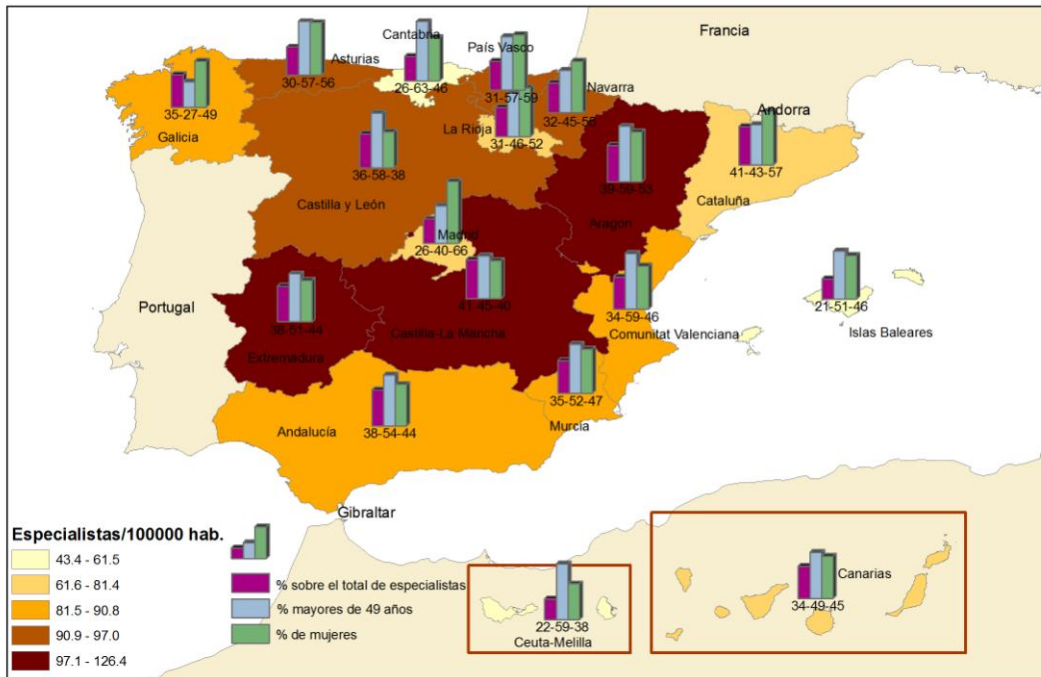 Francia
Cantabria
País Vasco
Asturias
30-57-56
26-63-46
31-57-59
Navarra
32-45-55
35-27-49
Galicia
La Rioja
31-46-52
Andorra
41-43-57
Cataluña
36-58-38
Castilla y León
39-59-53
Aragón
Madrid
26-40-66
41-45-40
Castilla-La Mancha
Portugal
38-51-44
Extremadura
34-59-46
Comunitat Valenciana
21-51-46
Islas Baleares
35-52-47
Murcia
38-54-44
Andalucía
Gibraltar
Especialistas/100000 hab.
43.4 - 61.5
61.6 - 81.4
81.5 - 90.8
90.9 - 97.0
97.1 - 126.4
% sobre el total de especialistas
% mayores de 49 años
% de mujeres
22-59-38
Ceuta-Melilla
Canarias
34-49-45